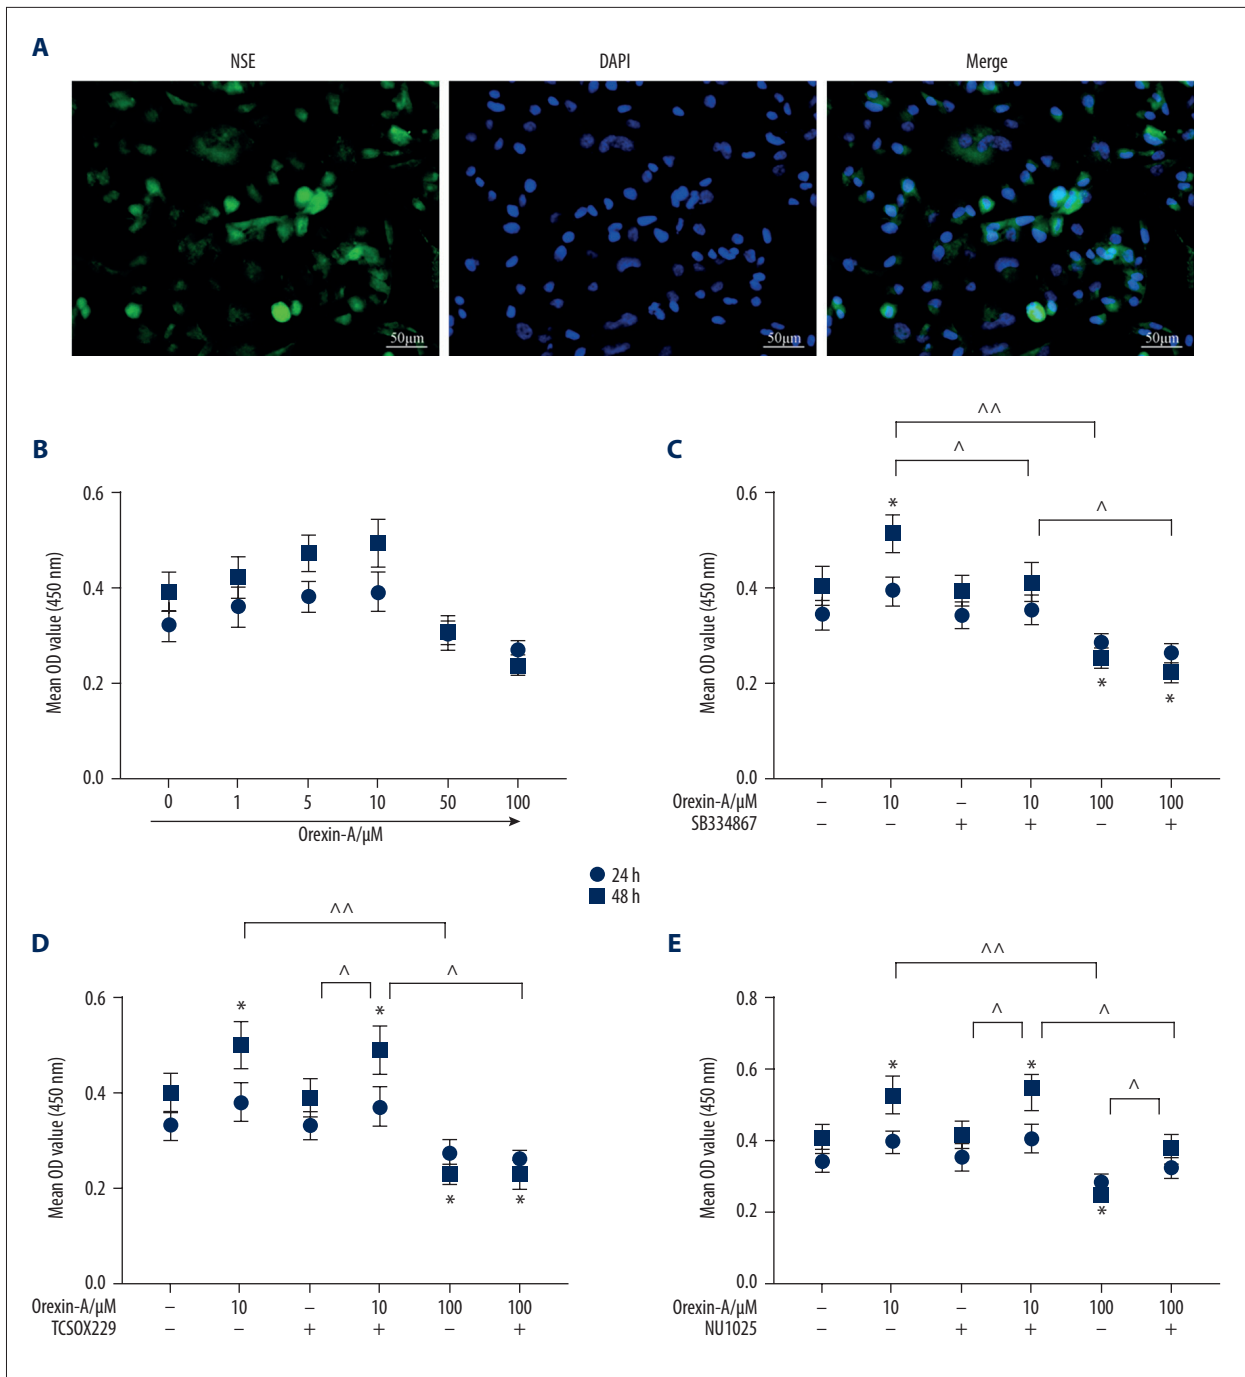 A
NSE
DAPI
Merge
50µm
50µm
50µm
B
0.6
0.4
0.2
0.0
Mean OD value (450 nm)
0
1
5
10
50
100
Orexin-A/µM
C
^^
^
^
*
*
*
0.6
0.4
0.2
0.0
Mean OD value (450 nm)
Orexin-A/µM – 10 – 10 100 100
SB334867 – – + + – +
24 h
48 h
D
^^
^
^
*
*
*
*
0.6
0.4
0.2
0.0
Mean OD value (450 nm)
Orexin-A/µM – 10 – 10 100 100
TCSOX229 – – + + – +
E
^^
^
^
^
*
*
*
0.8
0.6
0.4
0.2
0.0
Mean OD value (450 nm)
Orexin-A/µM – 10 – 10 100 100
NU1025 – – + + – +